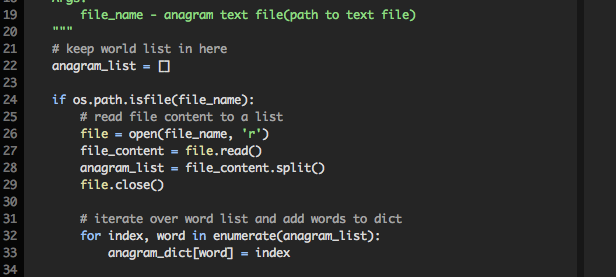 18 Args:
19 file_name - anagram text file(path to text file)
20 """
21 # keep world list in here
22 anagram_list = []
23
24 if os.path.isfile(file_name):
25 # read file content to a list
26 file = open(file_name, 'r')
27 file_content = file.read()
28 anagram_list = file_content.split()
29 file.close()
30
31 # iterate over word list and add words to dict
32 for index, word in enumerate(anagram_list):
33 anagram_dict[word] = index
34